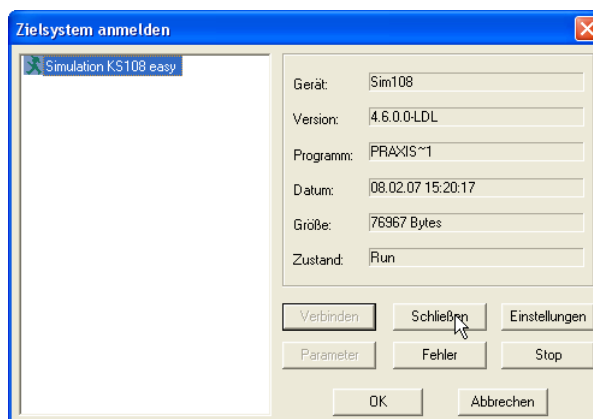 Zielsystem anmelden
Simulation KS108 easy
Gerät: Sim108
Version: 4.6.0.0-LDL
Programm: PRAXIS~1
Datum: 08.02.07 15:20:17
Größe: 76967 Bytes
Zustand: Run
Verbinden Schließen Einstellungen
Parameter Fehler Stop
OK Abbrechen